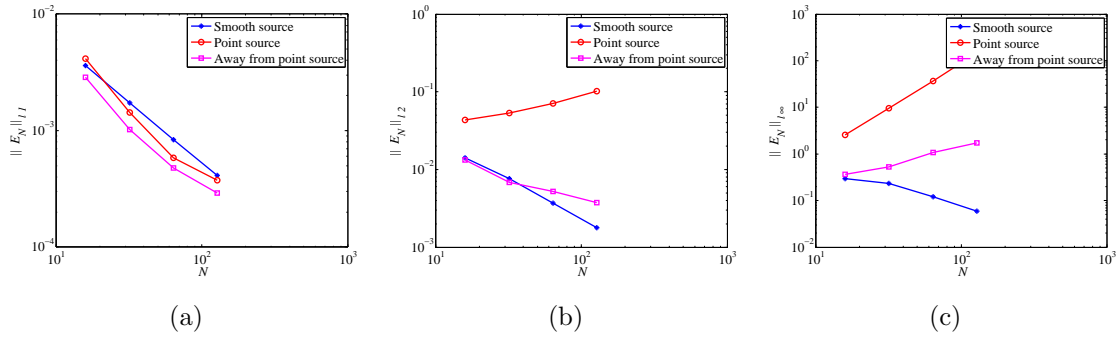 10^-2
10^-3
10^-4
|| E_N ||_{l 1}
Smooth source
Point source
Away from point source
10^1
10^2
10^3
N
(a)
10^0
10^-1
10^-2
10^-3
|| E_N ||_{l 2}
Smooth source
Point source
Away from point source
10^1
10^2
10^3
N
(b)
10^3
10^2
10^1
10^0
10^-1
10^-2
|| E_N ||_{l ∞}
Smooth source
Point source
Away from point source
10^1
10^2
10^3
N
(c)